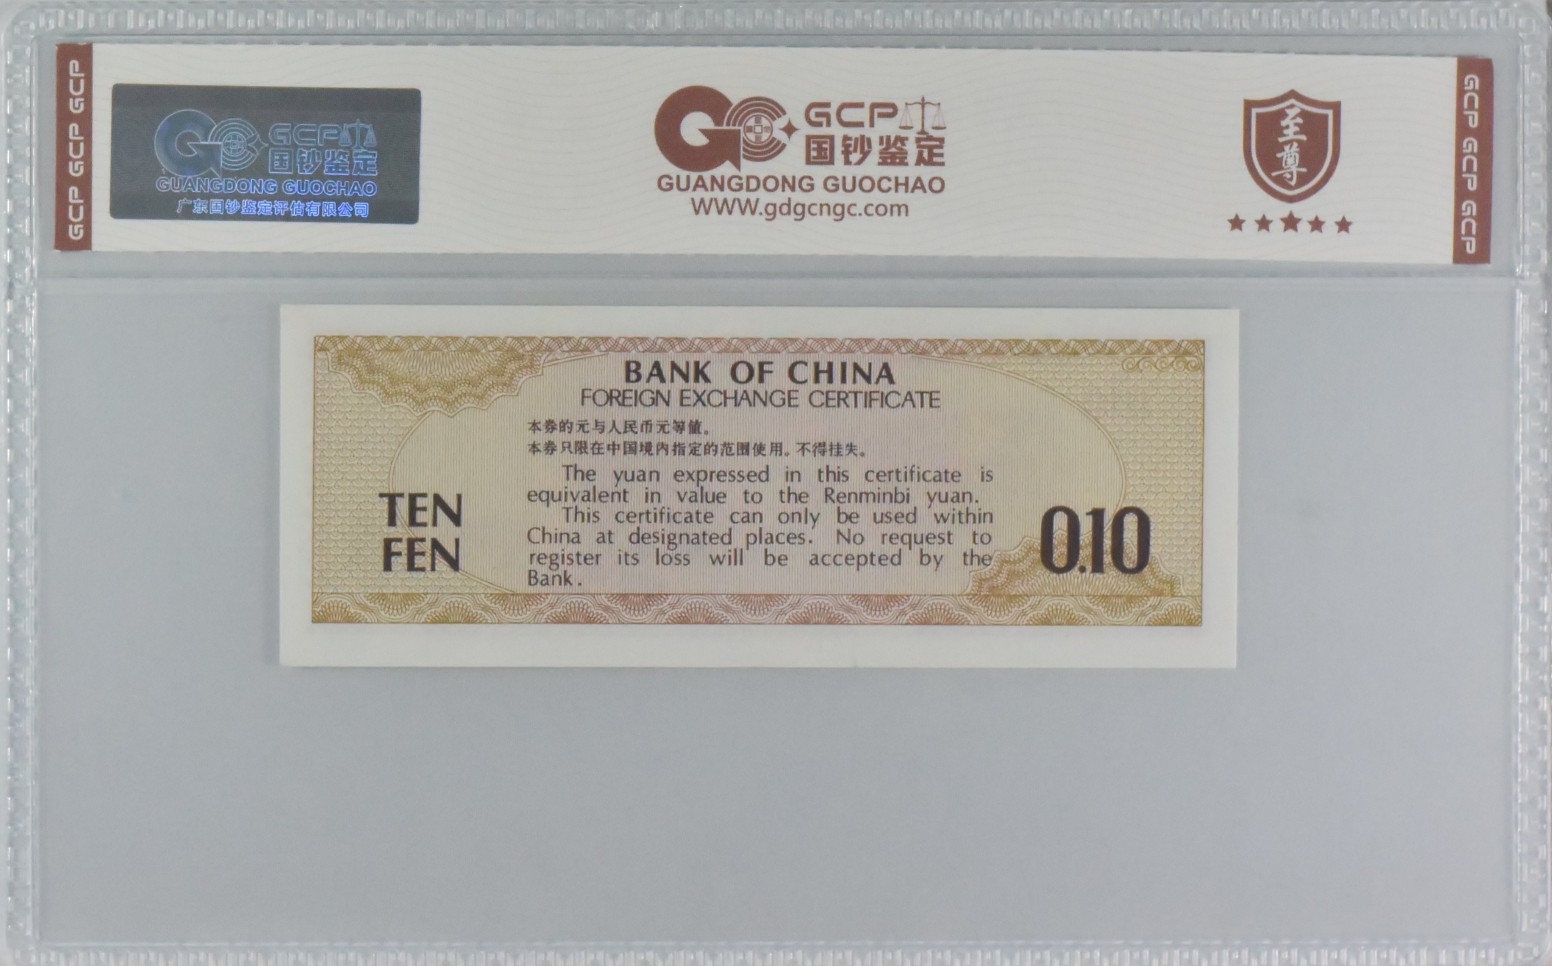 GCP GCP GCP
GCP
国钞鉴定
GUANGDONG GUOCHAO
广东国钞鉴定评估有限公司
GCP
国钞鉴定
GUANGDONG GUOCHAO
WWW.gdgcngc.com
至尊
GCP GCP GCP
BANK OF CHINA
FOREIGN EXCHANGE CERTIFICATE
本券的元与人民币元等值。
本券只限在中国境内指定的范围使用。不得挂失。
The yuan expressed in this certificate is
equivalent in value to the Renminbi yuan.
This certificate can only be used within
China at designated places. No request to
register its loss will be accepted by the
Bank.
TEN
FEN
0.10